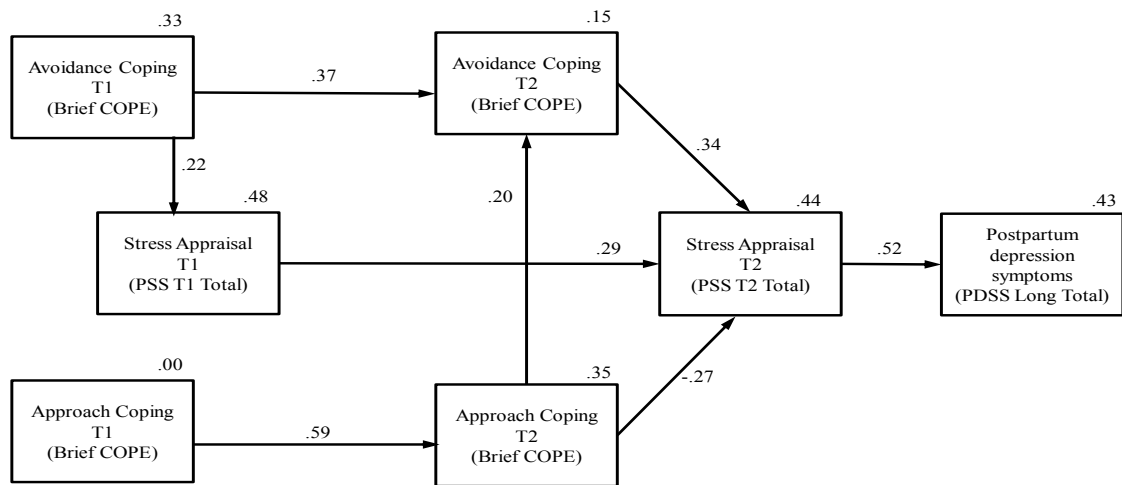 .33
Avoidance Coping
T1
(Brief COPE)
.37
.15
Avoidance Coping
T2
(Brief COPE)
.22
.34
.48
Stress Appraisal
T1
(PSS T1 Total)
.20
.29
.44
Stress Appraisal
T2
(PSS T2 Total)
.52
.43
Postpartum
depression
symptoms
(PDSS Long Total)
.00
Approach Coping
T1
(Brief COPE)
.59
.35
Approach Coping
T2
(Brief COPE)
-.27